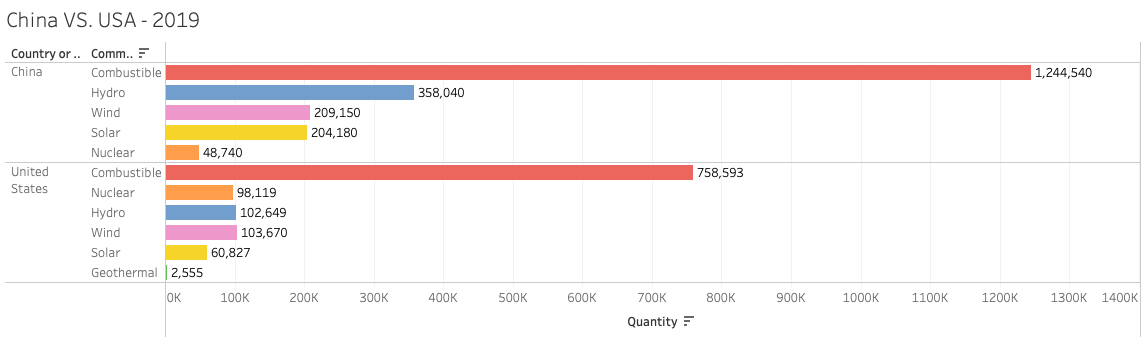 China VS. USA - 2019
Country or .. Comm..
China Combustible 1,244,540
Hydro 358,040
Wind 209,150
Solar 204,180
Nuclear 48,740
United States Combustible 758,593
Nuclear 98,119
Hydro 102,649
Wind 103,670
Solar 60,827
Geothermal 2,555
0K 100K 200K 300K 400K 500K 600K 700K 800K 900K 1000K 1100K 1200K 1300K 1400K
Quantity